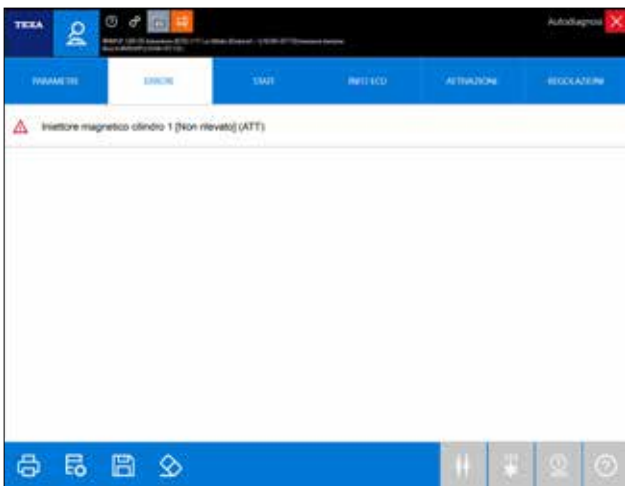 TEXA
Autodiagnosi
PARAMETRI
ERRORI
STATI
INFO ECU
ATTIVAZIONI
REGOLAZIONI
Iniettore magnetico cilindro 1 [Non rilevato] (ATT)